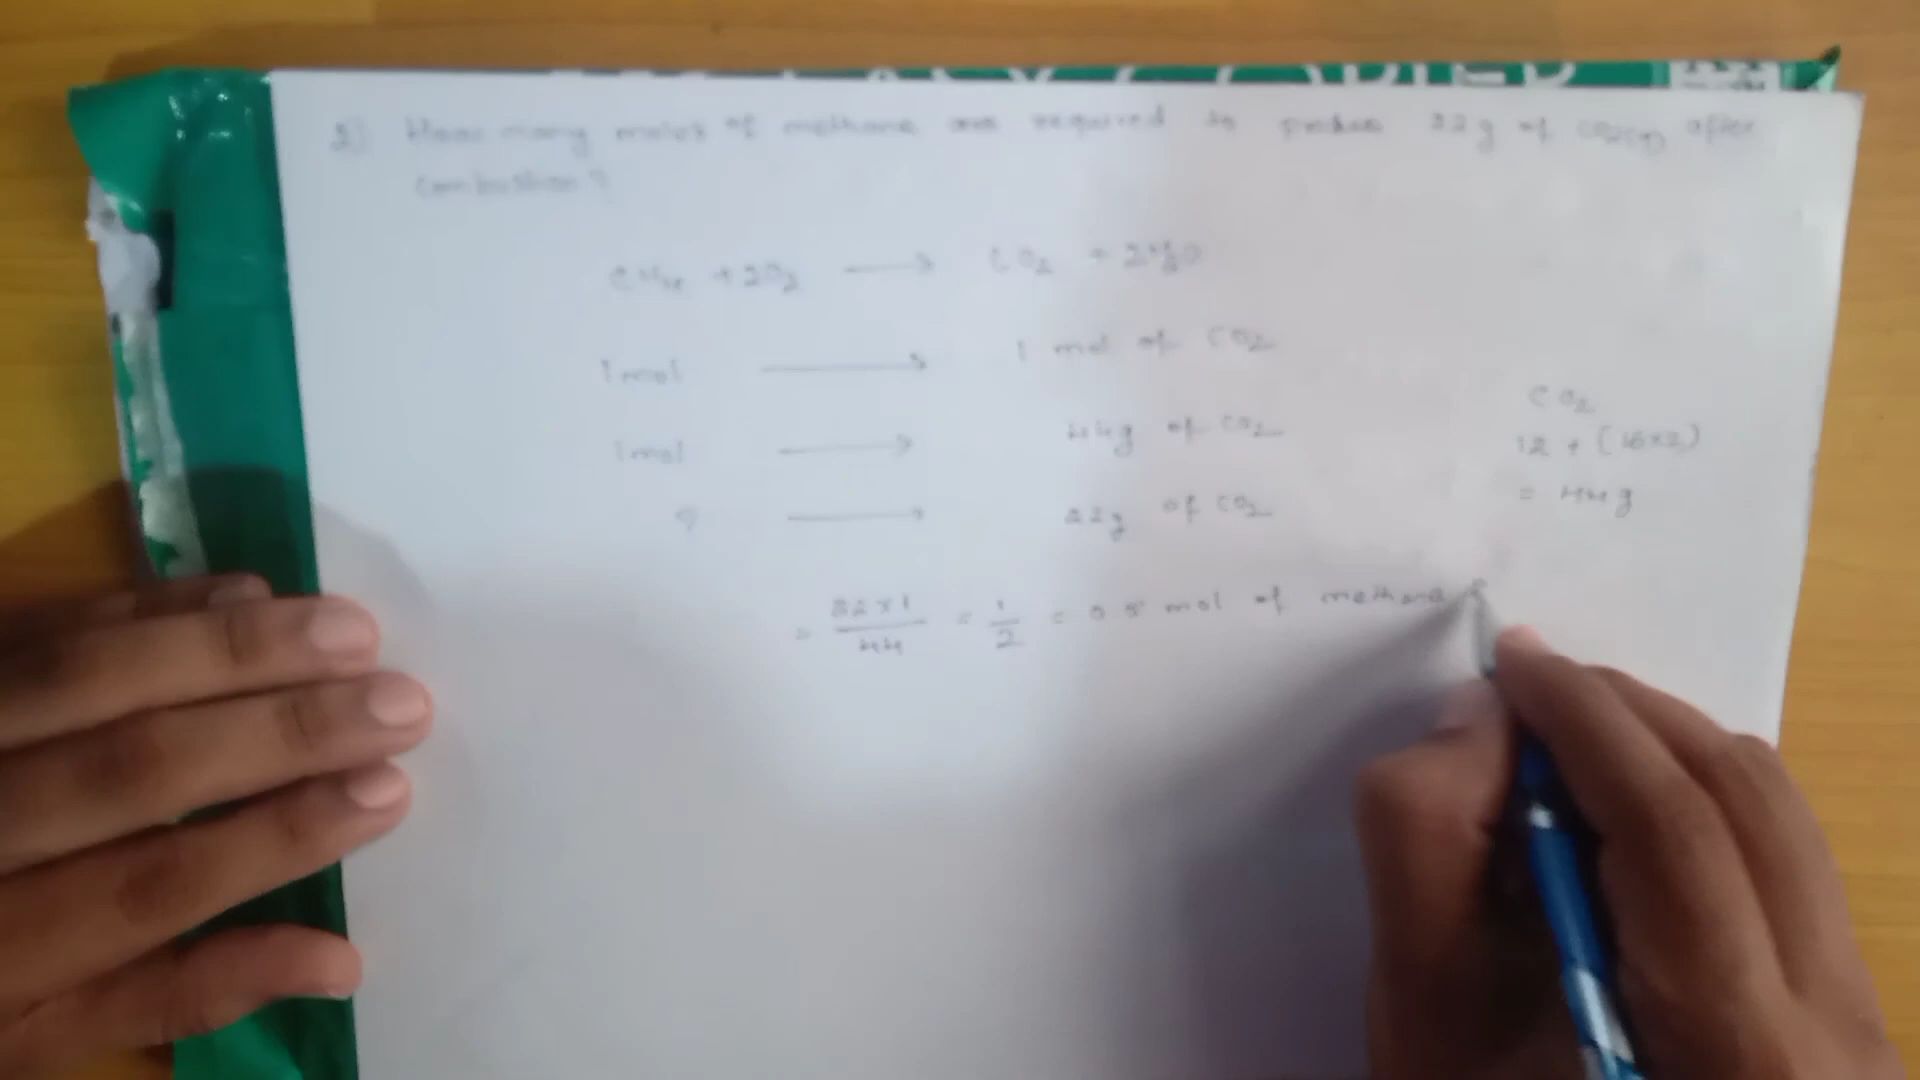 How many moles of methane are required to produce 22g of CO2(g) after
combustion?
CH4 + 2O2 → CO2 + 2H2O
1 mol → 1 mol of CO2
1 mol → 44g of CO2
? → 22g of CO2
CO2
12 + (16×2)
= 44g
= 22×1/44 = 1/2 = 0.5 mol of methane
COPIER